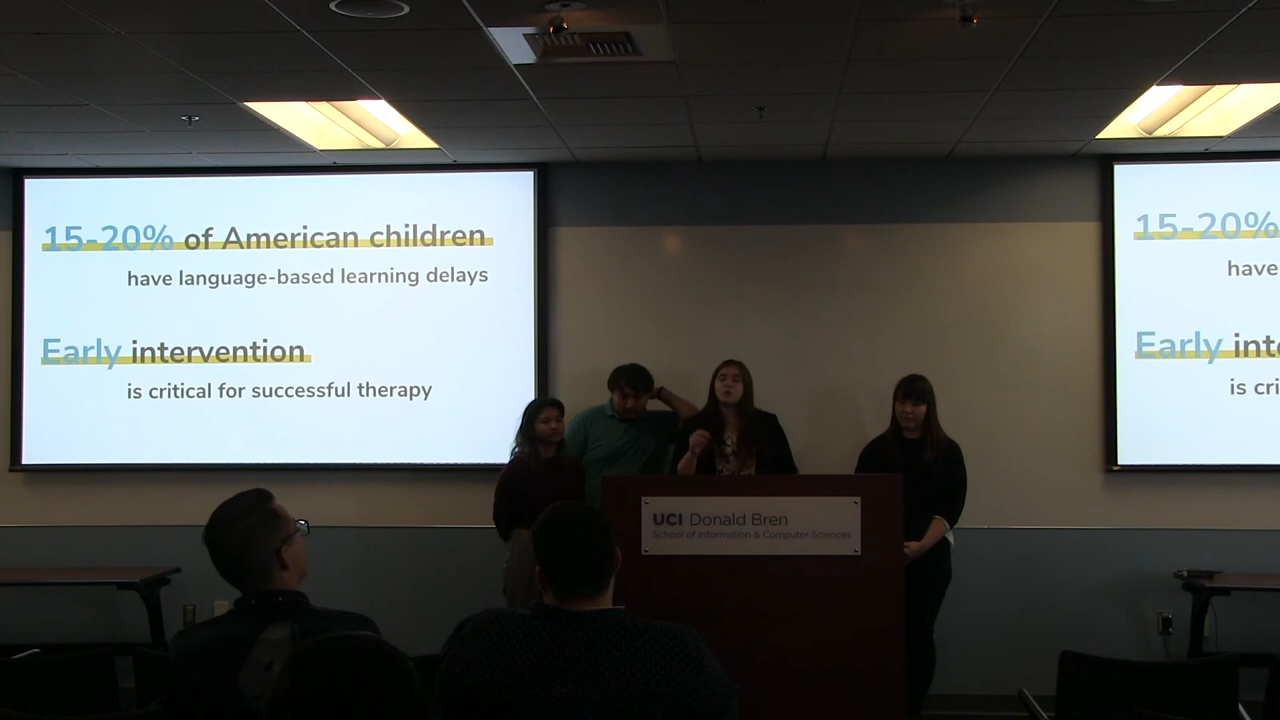 15-20% of American children
have language-based learning delays
Early intervention
is critical for successful therapy
UCI Donald Bren
School of Information & Computer Sciences
15-20%
have
Early inte
is cri